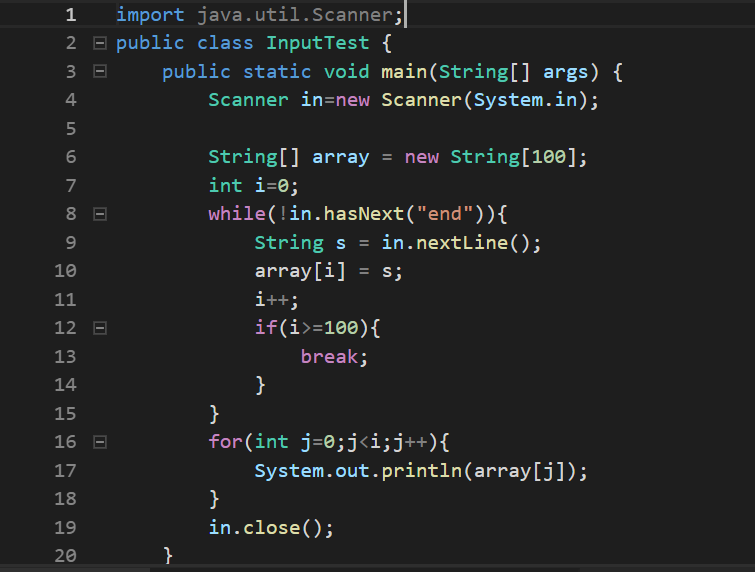 1 import java.util.Scanner;
2 public class InputTest {
3 public static void main(String[] args) {
4 Scanner in=new Scanner(System.in);
5
6 String[] array = new String[100];
7 int i=0;
8 while(!in.hasNext("end")){
9 String s = in.nextLine();
10 array[i] = s;
11 i++;
12 if(i>=100){
13 break;
14 }
15 }
16 for(int j=0;j<i;j++){
17 System.out.println(array[j]);
18 }
19 in.close();
20 }